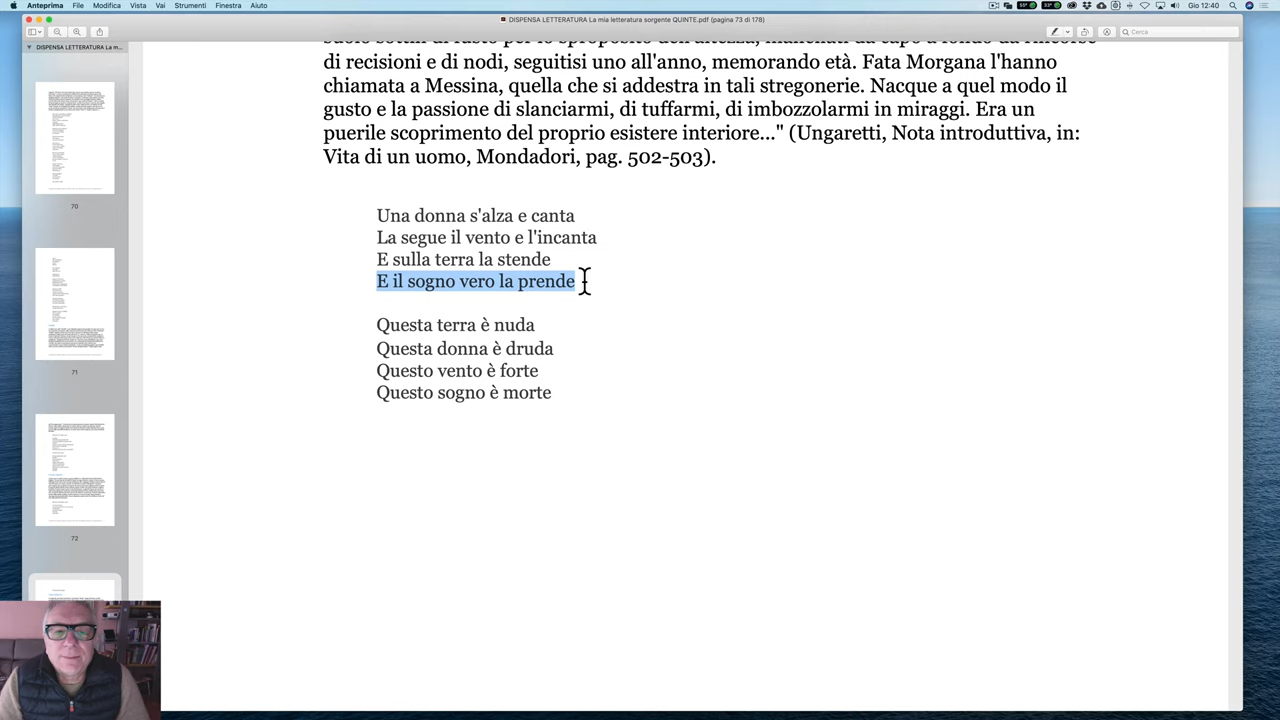 Anteprima File Modifica Vista Vai Strumenti Finestra Aiuto
Gio 12:40
DISPENSA LETTERATURA La mia letteratura sorgente QUINTE.pdf (pagina 73 di 178)
Cerca
DISPENSA LETTERATURA La m...
di recisioni e di nodi, seguitisi uno all'anno, memorando età. Fata Morgana l'hanno
chiamata a Messina, quella che si addestra in tali stregonerie. Nacque a quel modo il
gusto e la passione di slanciarmi, di tuffarmi, di imbozzolarmi in miraggi. Era un
puerile scoprimento del proprio esistere interiore..." (Ungaretti, Nota introduttiva, in:
Vita di un uomo, Mondadori, pag. 502-503).
Una donna s'alza e canta
La segue il vento e l'incanta
E sulla terra la stende
E il sogno vero la prende
Questa terra è nuda
Questa donna è druda
Questo vento è forte
Questo sogno è morte
70
71
72